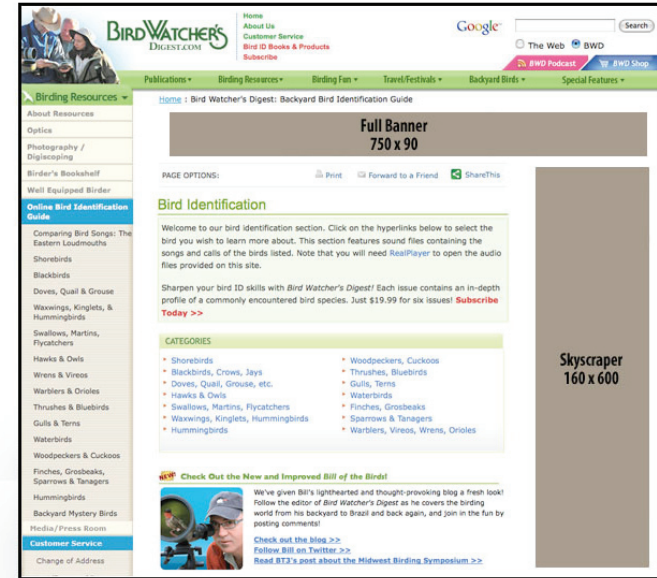 BIRDWATCHER'S
DIGEST.COM
Home
About Us
Customer Service
Bird ID Books & Products
Subscribe
Google
Search
The Web BWD
BWD Podcast BWD Shop
Publications Birding Resources Birding Fun Travel/Festivals Backyard Birds Special Features
Birding Resources
About Resources
Optics
Photography /
Digiscoping
Birder's Bookshelf
Well Equipped Birder
Online Bird Identification
Guide
Comparing Bird Songs: The
Eastern Loudmouths
Shorebirds
Blackbirds
Doves, Quail & Grouse
Waxwings, Kinglets, &
Hummingbirds
Swallows, Martins,
Flycatchers
Hawks & Owls
Wrens & Vireos
Warblers & Orioles
Thrushes & Bluebirds
Gulls & Terns
Waterbirds
Woodpeckers & Cuckoos
Finches, Grosbeaks,
Sparrows & Tanagers
Hummingbirds
Backyard Mystery Birds
Media/Press Room
Customer Service
Change of Address
Home : Bird Watcher's Digest: Backyard Bird Identification Guide
Full Banner
750 x 90
PAGE OPTIONS: Print Forward to a Friend ShareThis
Bird Identification
Welcome to our bird identification section. Click on the hyperlinks below to select the
bird you wish to learn more about. This section features sound files containing the
songs and calls of the birds listed. Note that you will need RealPlayer to open the audio
files provided on this site.
Sharpen your bird ID skills with Bird Watcher's Digest! Each issue contains an in-depth
profile of a commonly encountered bird species. Just $19.99 for six issues! Subscribe
Today >>
CATEGORIES
* Shorebirds
* Blackbirds, Crows, Jays
* Doves, Quail, Grouse, etc.
* Hawks & Owls
* Swallows, Martins, Flycatchers
* Waxwings, Kinglets, Hummingbirds
* Hummingbirds
* Woodpeckers, Cuckoos
* Thrushes, Bluebirds
* Gulls, Terns
* Waterbirds
* Finches, Grosbeaks
* Sparrows & Tanagers
* Warblers, Vireos, Wrens, Orioles
NEW! Check Out the New and Improved Bill of the Birds!
We've given Bill's lighthearted and thought-provoking blog a fresh look!
Follow the editor of Bird Watcher's Digest as he covers the birding
world from his backyard to Brazil and back again, and join in the fun by
posting comments!
Check out the blog >>
Follow Bill on Twitter >>
Read BT3's post about the Midwest Birding Symposium >>
Skyscraper
160 x 600